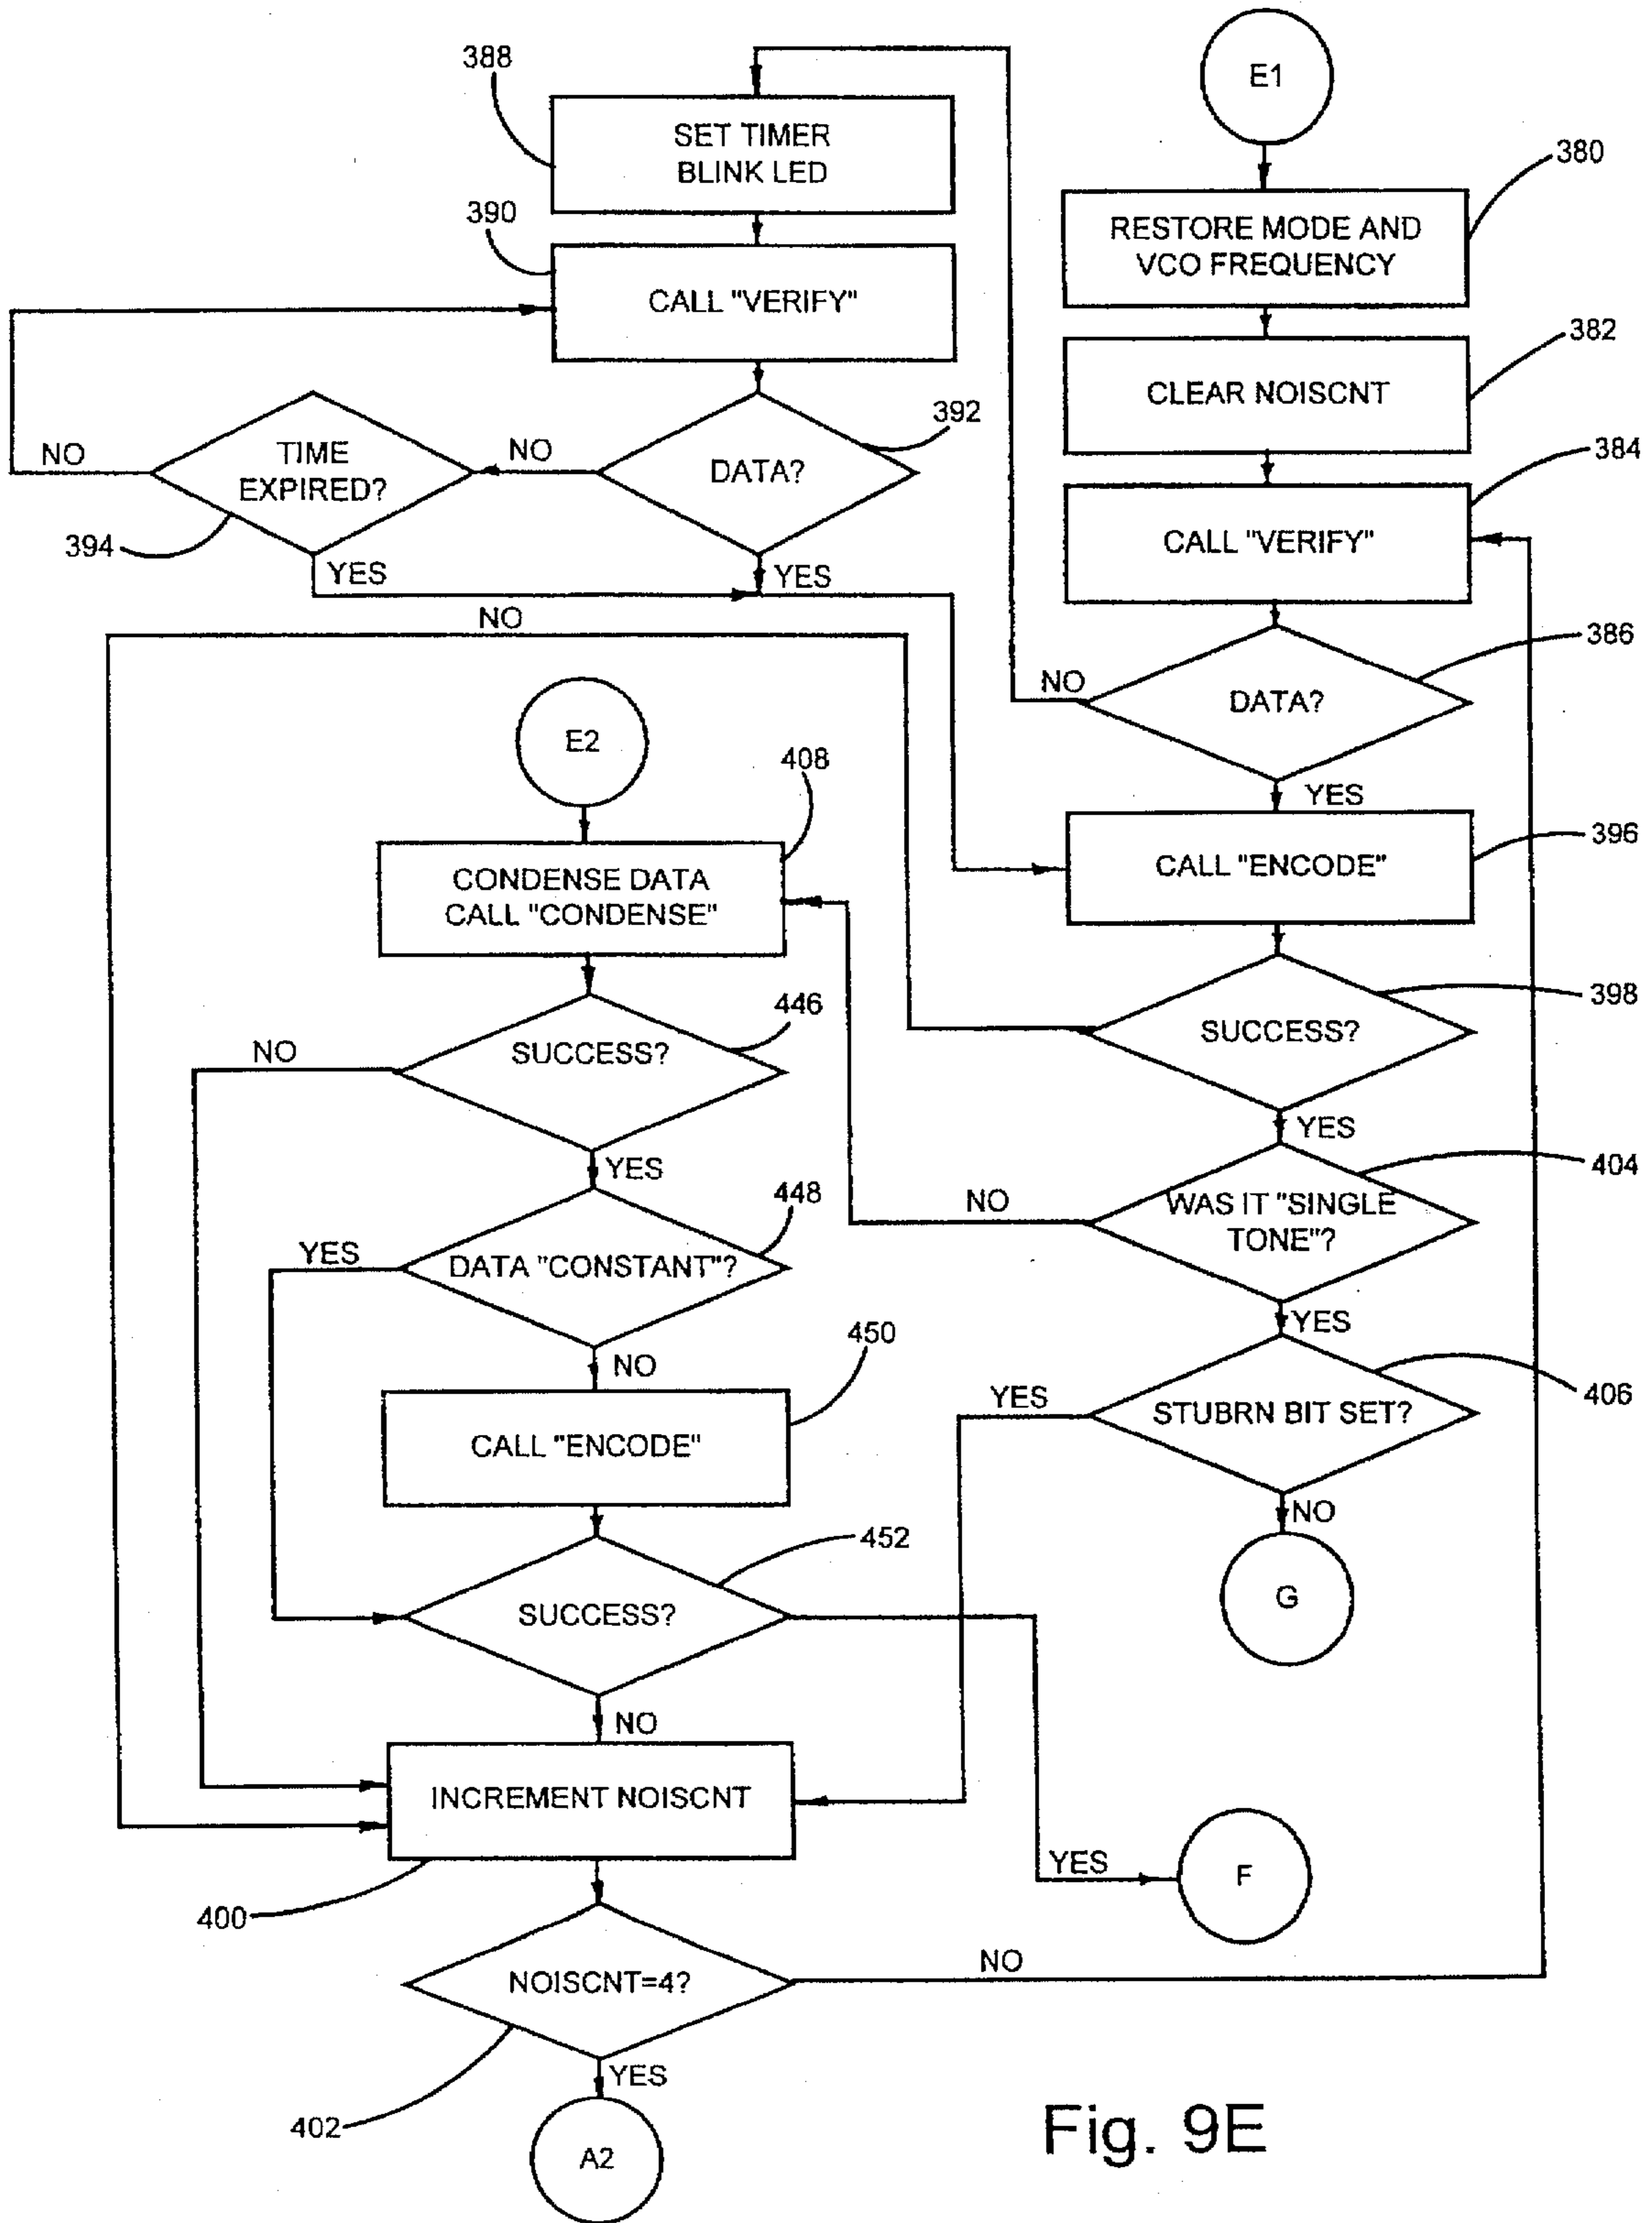 388
E1
SET TIMER
BLINK LED
380
390
RESTORE MODE AND
VCO FREQUENCY
CALL "VERIFY"
382
CLEAR NOISCNT
392
NO
TIME
EXPIRED?
NO
DATA?
384
CALL "VERIFY"
394
YES
YES
NO
386
NO
DATA?
E2
408
YES
396
CONDENSE DATA
CALL "CONDENSE"
CALL "ENCODE"
398
446
NO
SUCCESS?
SUCCESS?
YES
404
YES
448
NO
WAS IT "SINGLE
TONE"?
YES
DATA "CONSTANT"?
YES
450
NO
406
YES
STUBRN BIT SET?
CALL "ENCODE"
NO
452
G
SUCCESS?
NO
INCREMENT NOISCNT
YES
F
400
NO
NOISCNT=4?
YES
402
A2
Fig. 9E